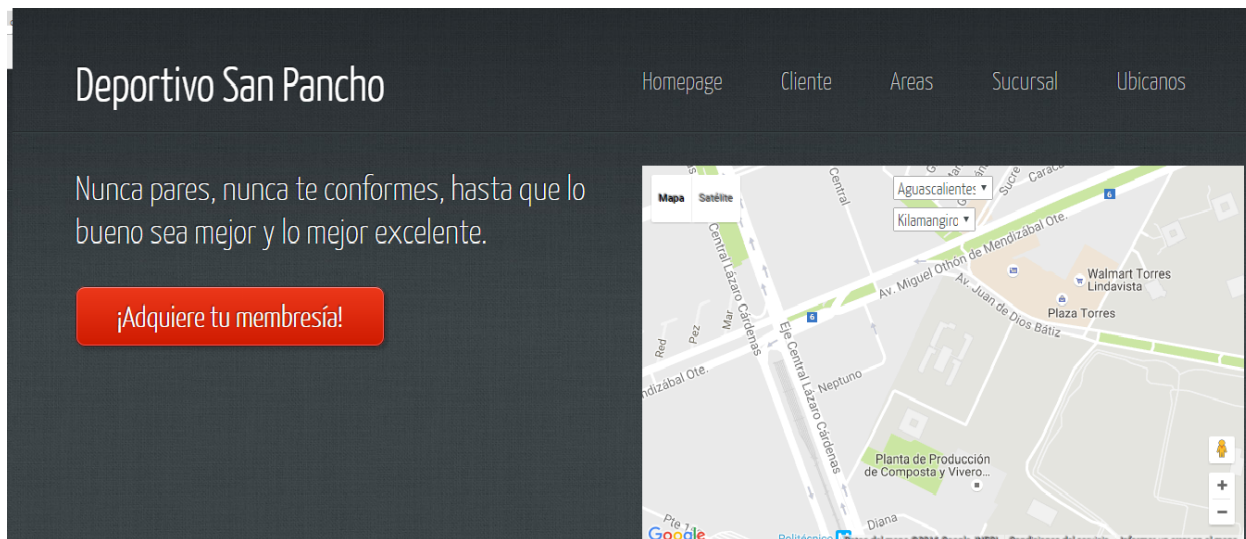 Deportivo San Pancho
Homepage
Cliente
Areas
Sucursal
Ubicanos
Nunca pares, nunca te conformes, hasta que lo
bueno sea mejor y lo mejor excelente.
¡Adquiere tu membresía!
Mapa
Satélite
Aguascalientes
Kilamangiro
Sucre
Central
Av. Miguel Othón de Mendizábal Ote.
6
Walmart Torres
Lindavista
Plaza Torres
Av. Juan de Dios Bátiz
Central Lázaro Cárdenas
Mar
Pez
Red
6
Eje Central Lázaro Cárdenas
Neptuno
ndizábal Ote.
Planta de Producción
de Composta y Vivero...
Diana
Google
Politécnico
+
−